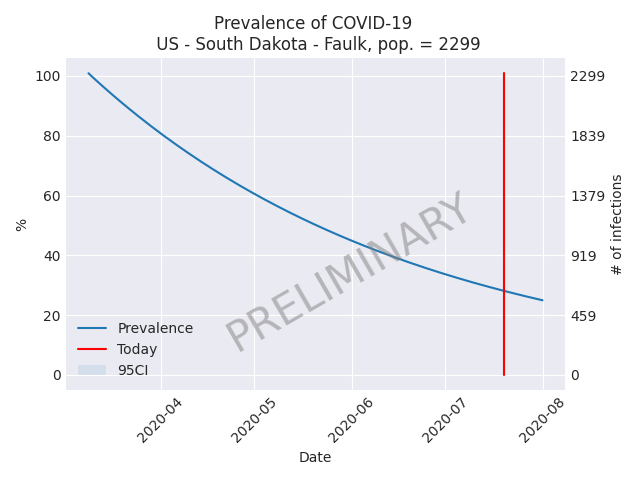 Prevalence of COVID-19
US - South Dakota - Faulk, pop. = 2299
100
80
60
40
20
0
%
2299
1839
1379
919
459
0
# of infections
PRELIMINARY
Prevalence
Today
95CI
2020-04
2020-05
2020-06
2020-07
2020-08
Date